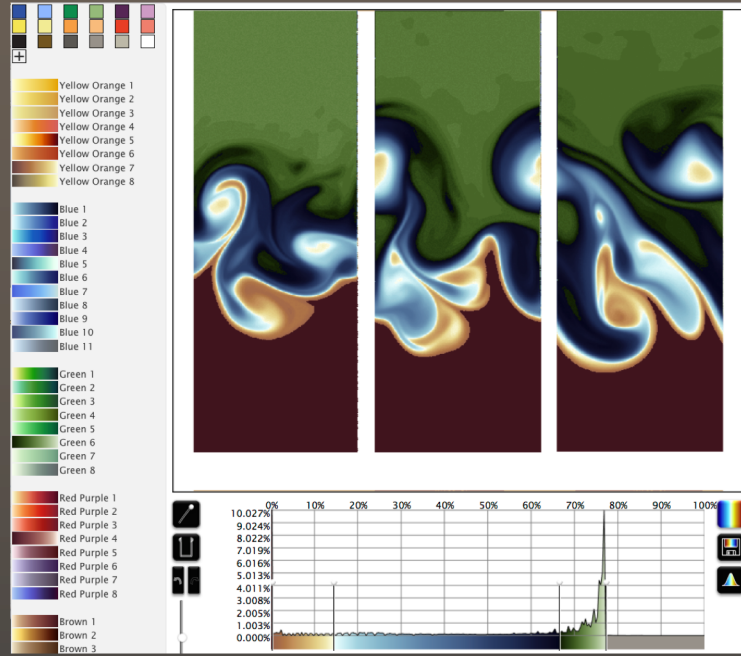 Yellow Orange 1
Yellow Orange 2
Yellow Orange 3
Yellow Orange 4
Yellow Orange 5
Yellow Orange 6
Yellow Orange 7
Yellow Orange 8
Blue 1
Blue 2
Blue 3
Blue 4
Blue 5
Blue 6
Blue 7
Blue 8
Blue 9
Blue 10
Blue 11
Green 1
Green 2
Green 3
Green 4
Green 5
Green 6
Green 7
Green 8
Red Purple 1
Red Purple 2
Red Purple 3
Red Purple 4
Red Purple 5
Red Purple 6
Red Purple 7
Red Purple 8
Brown 1
Brown 2
Brown 3
0% 10% 20% 30% 40% 50% 60% 70% 80% 90% 100%
10.027%
9.024%
8.022%
7.019%
6.016%
5.013%
4.011%
3.008%
2.005%
1.003%
0.000%